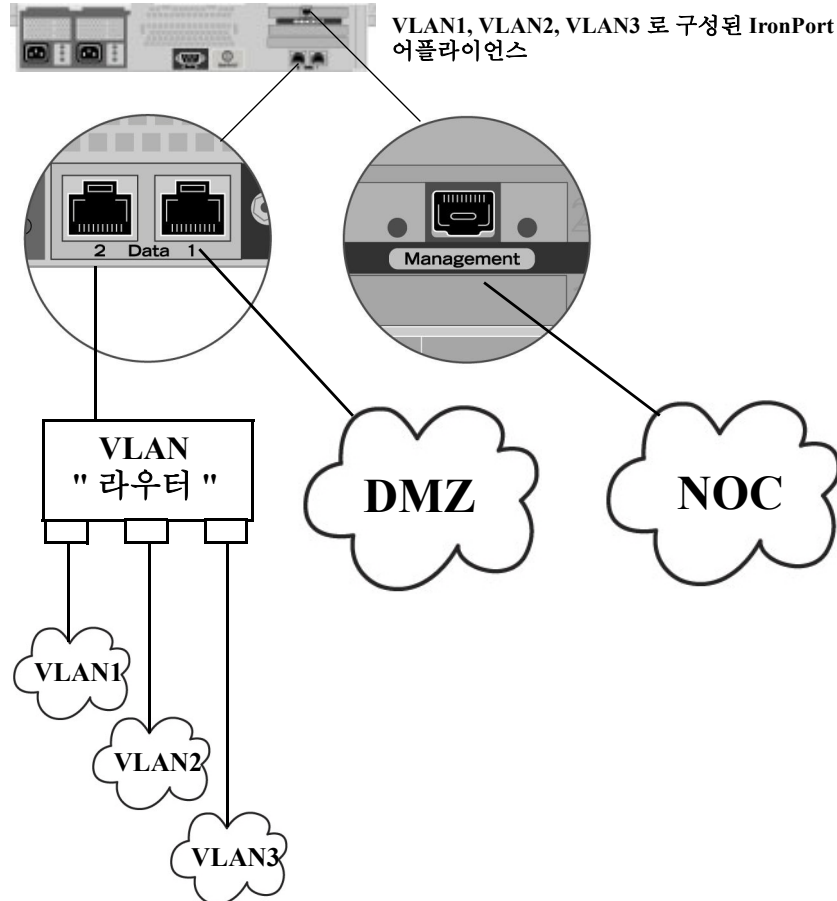 VLAN1, VLAN2, VLAN3 로 구성된 IronPort
어플라이언스
2 Data 1
Management
VLAN
" 라우터 "
DMZ
NOC
VLAN1
VLAN2
VLAN3